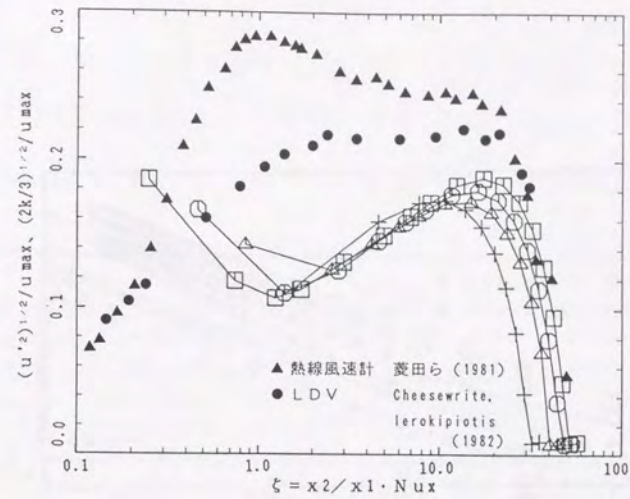 0.3
0.2
0.1
0.0
(u'²)¹/²/umax、(2k/3)¹/²/umax
▲ 熱線風速計 菱田ら (1981)
● LDV Cheesewrite,
Ierokipiotis
(1982)
0.1 1.0 10.0 100
ζ=x2/x1・Nux